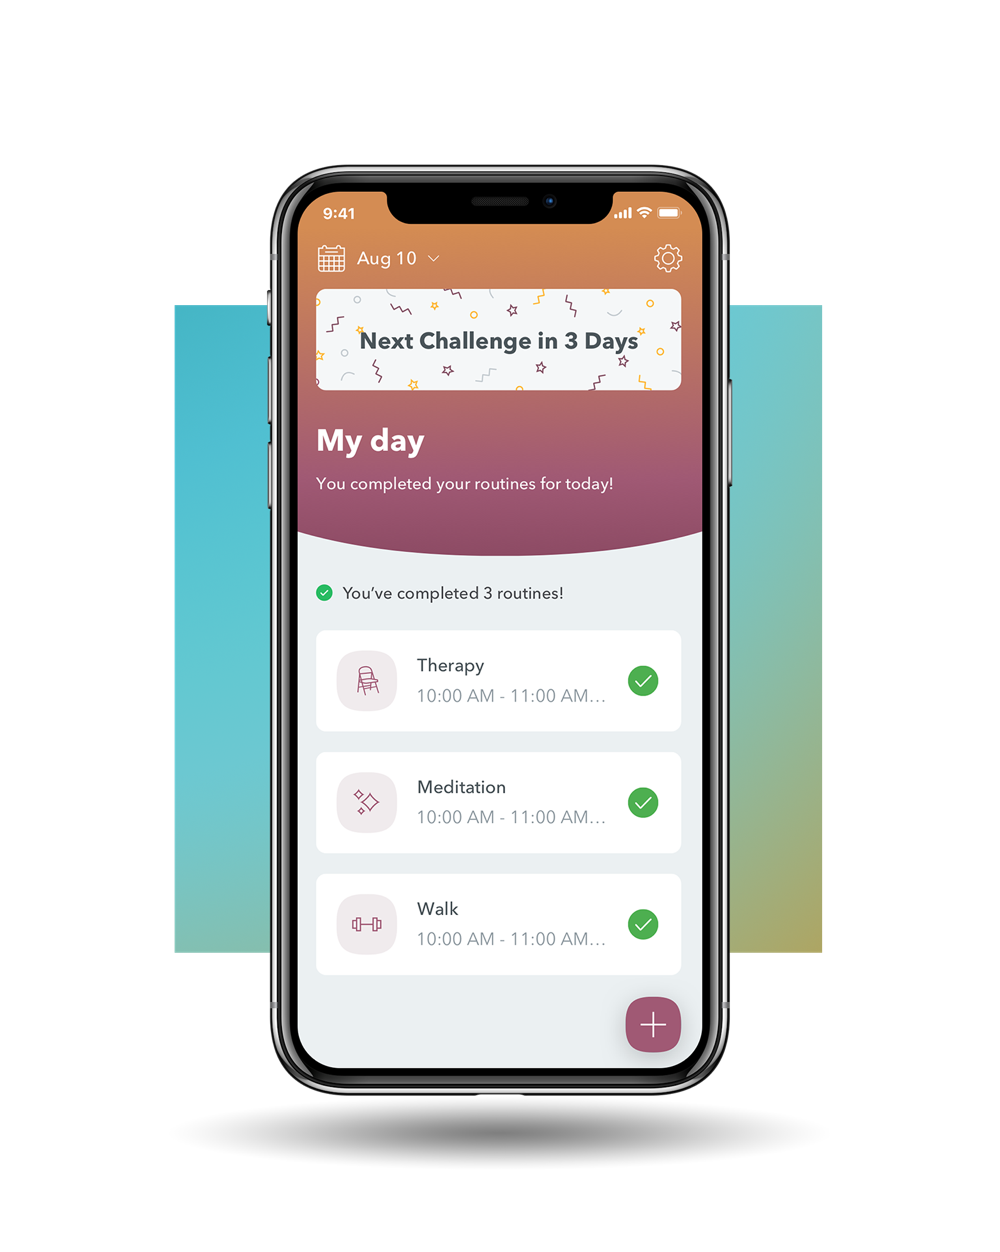 9:41
Aug 10
Next Challenge in 3 Days
My day
You completed your routines for today!
You’ve completed 3 routines!
Therapy
10:00 AM - 11:00 AM...
Meditation
10:00 AM - 11:00 AM...
Walk
10:00 AM - 11:00 AM...